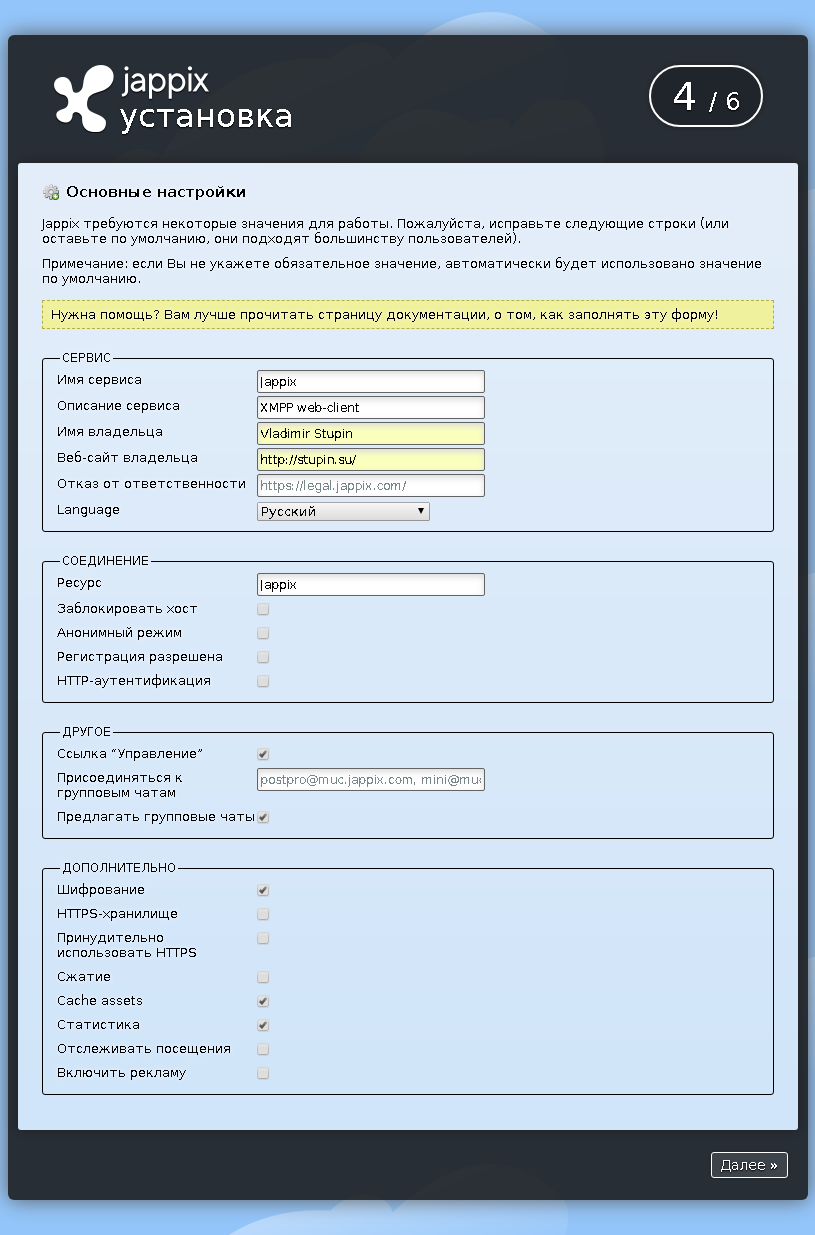 jappix
установка
4 / 6
Основные настройки
Jappix требуются некоторые значения для работы. Пожалуйста, исправьте следующие строки (или
оставьте по умолчанию, они подходят большинству пользователей).
Примечание: если Вы не укажете обязательное значение, автоматически будет использовано значение
по умолчанию.
Нужна помощь? Вам лучше прочитать страницу документации, о том, как заполнять эту форму!
СЕРВИС
Имя сервиса Jappix
Описание сервиса XMPP web-client
Имя владельца Vladimir Stupin
Веб-сайт владельца http://stupin.su/
Отказ от ответственности https://legal.jappix.com/
Language Русский
СОЕДИНЕНИЕ
Ресурс Jappix
Заблокировать хост
Анонимный режим
Регистрация разрешена
HTTP-аутентификация
ДРУГОЕ
Ссылка “Управление”
Присоединяться к
групповым чатам postpro@muc.jappix.com, mini@muc
Предлагать групповые чаты
ДОПОЛНИТЕЛЬНО
Шифрование
HTTPS-хранилище
Принудительно
использовать HTTPS
Сжатие
Cache assets
Статистика
Отслеживать посещения
Включить рекламу
Далее »